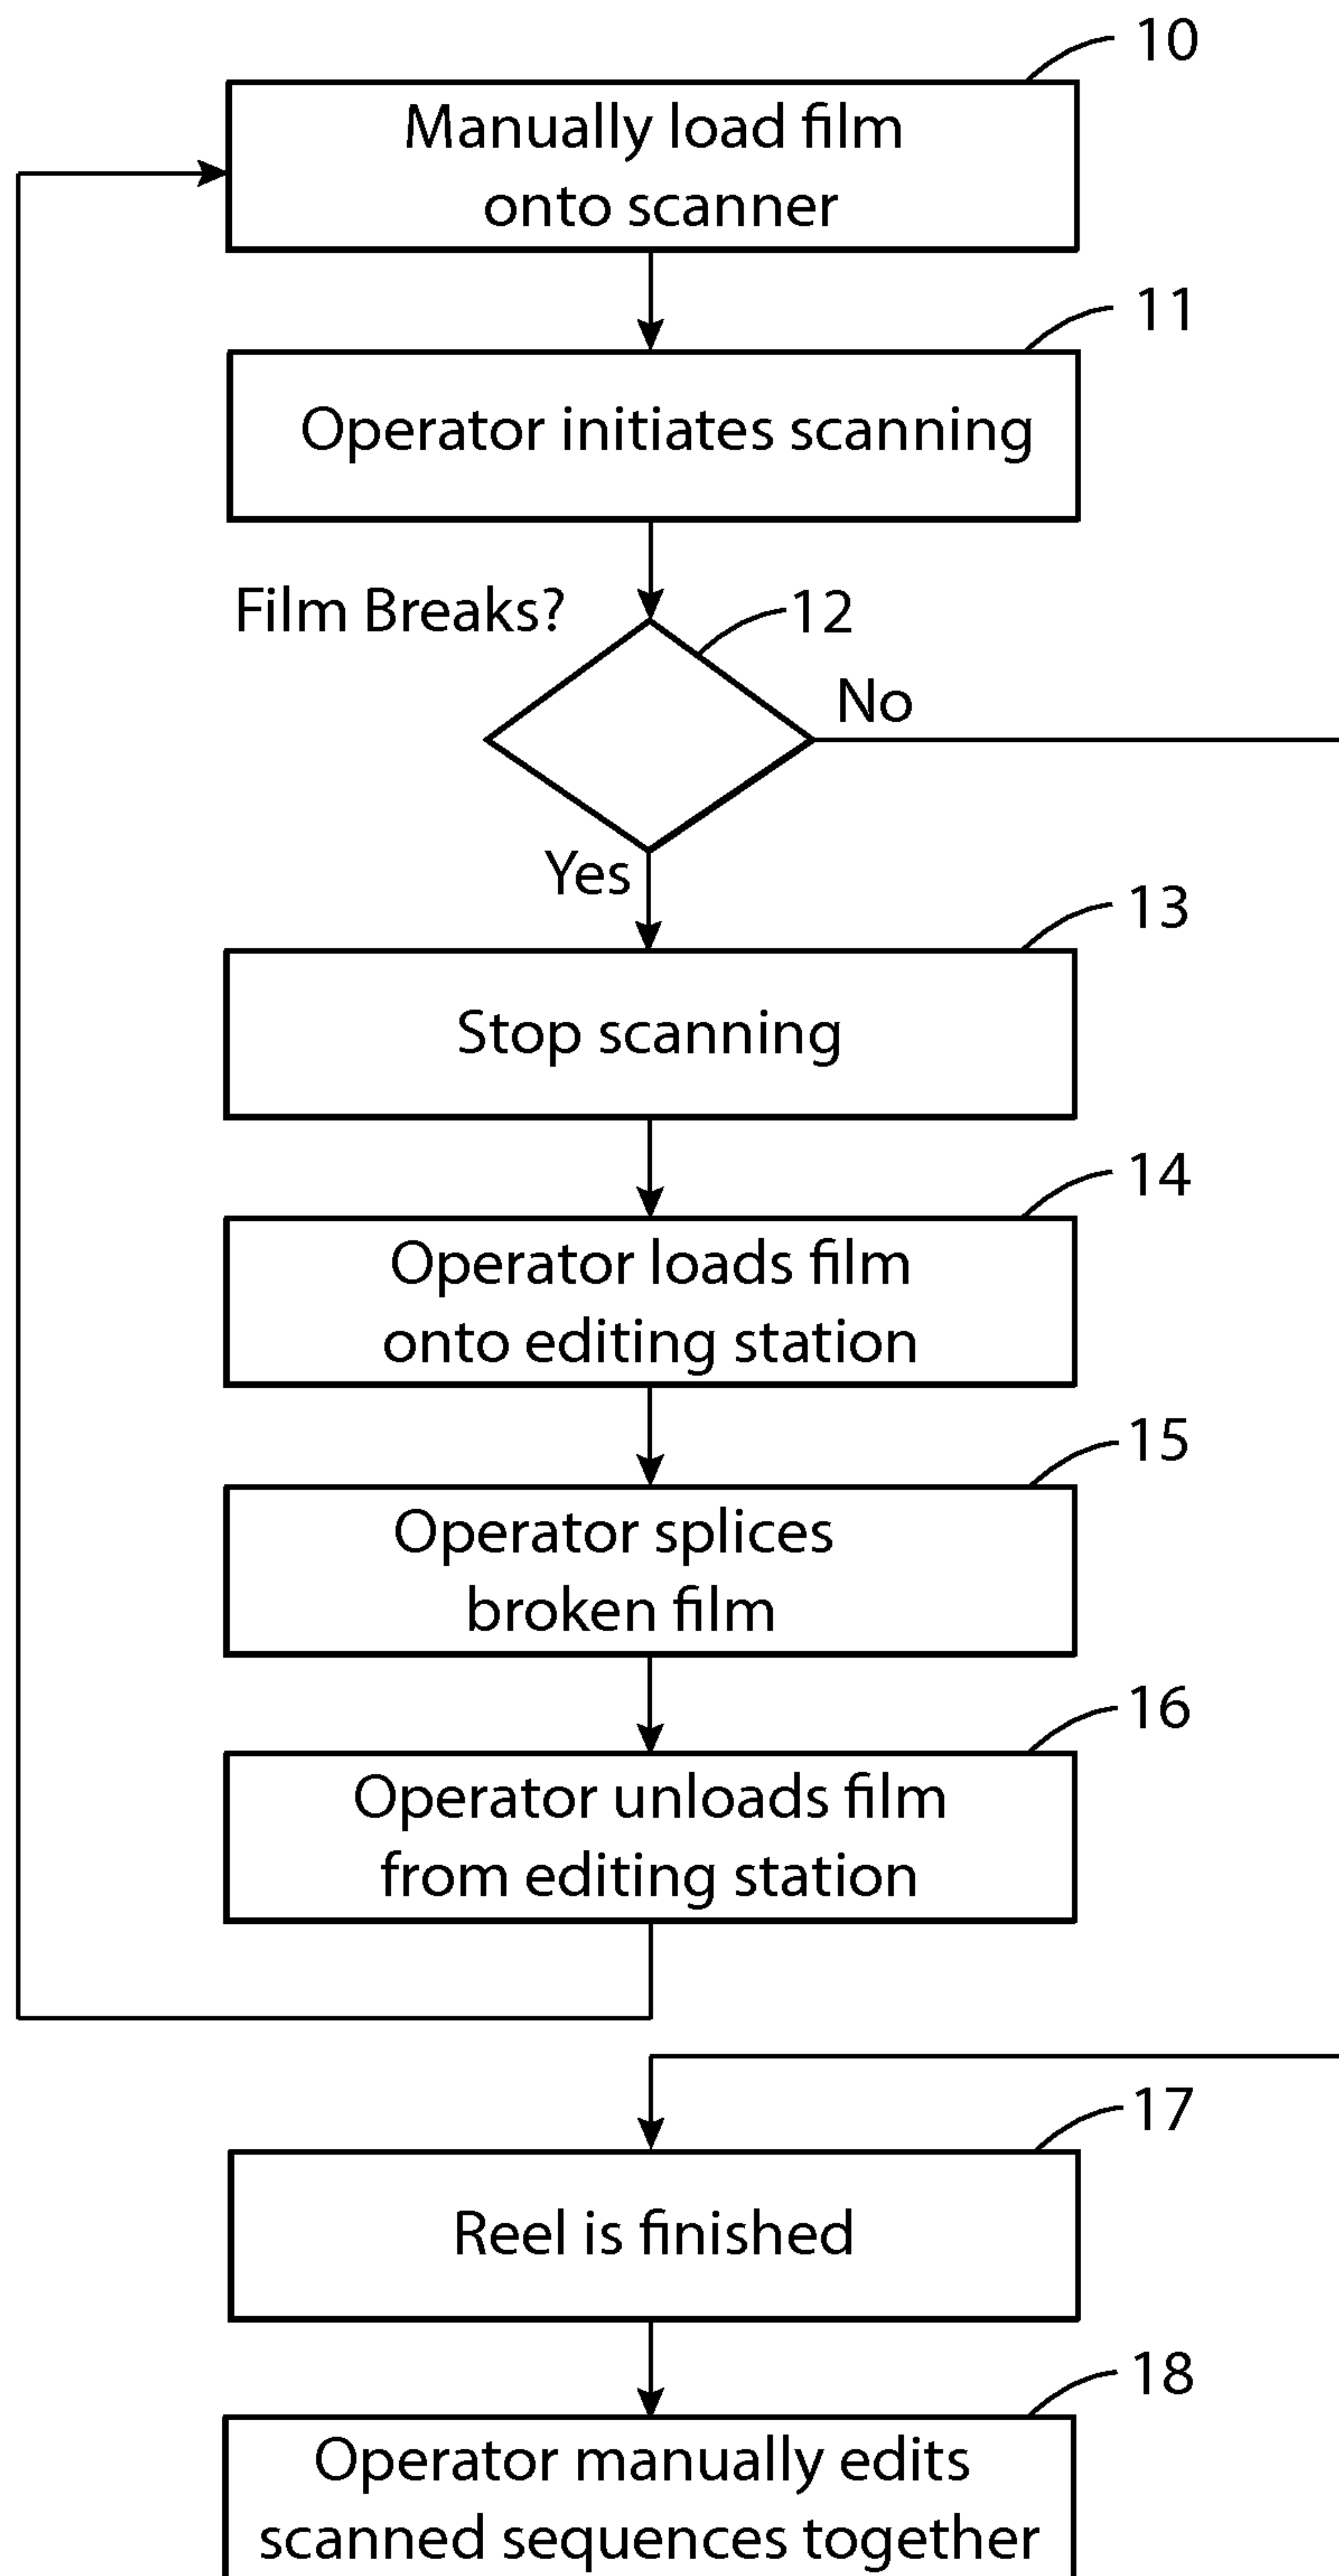 10
Manually load film
onto scanner
11
Operator initiates scanning
Film Breaks?
12
No
Yes
13
Stop scanning
14
Operator loads film
onto editing station
15
Operator splices
broken film
16
Operator unloads film
from editing station
17
Reel is finished
18
Operator manually edits
scanned sequences together